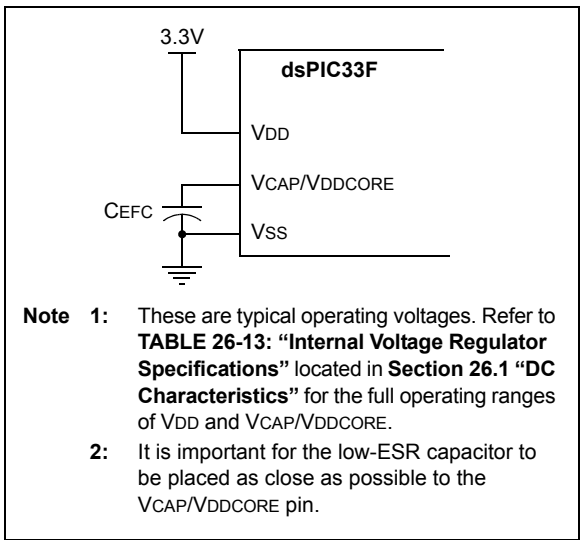 3.3V
dsPIC33F
VDD
VCAP/VDDCORE
CEFC
VSS
Note 1: These are typical operating voltages. Refer to
TABLE 26-13: “Internal Voltage Regulator
Specifications” located in Section 26.1 “DC
Characteristics” for the full operating ranges
of VDD and VCAP/VDDCORE.
2: It is important for the low-ESR capacitor to
be placed as close as possible to the
VCAP/VDDCORE pin.